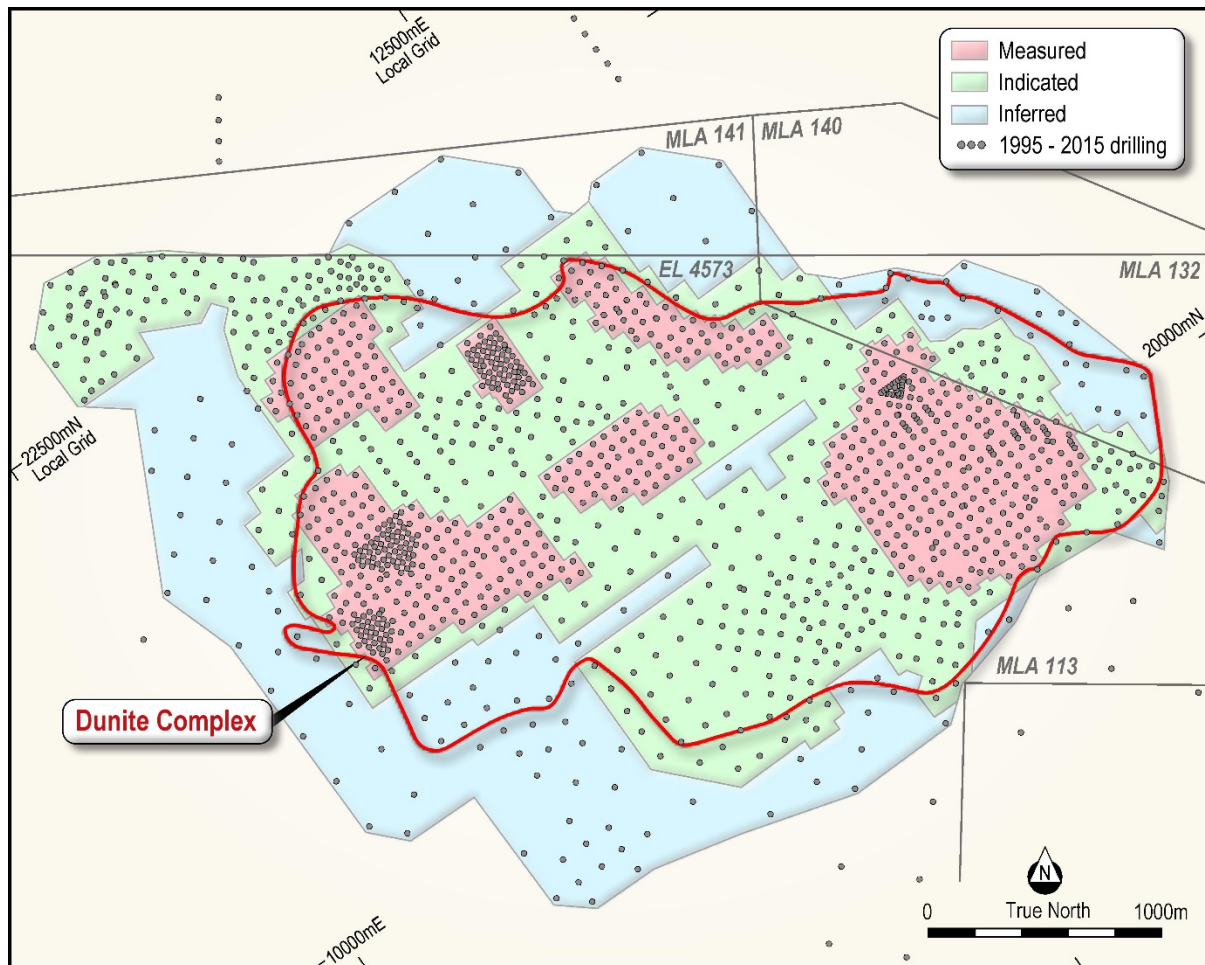 12500mE
Local Grid
Measured
Indicated
Inferred
1995 - 2015 drilling
MLA 141
MLA 140
EL 4573
MLA 132
20000mN
22500mN
Local Grid
MLA 113
Dunite Complex
N
True North
0
1000m
10000mE